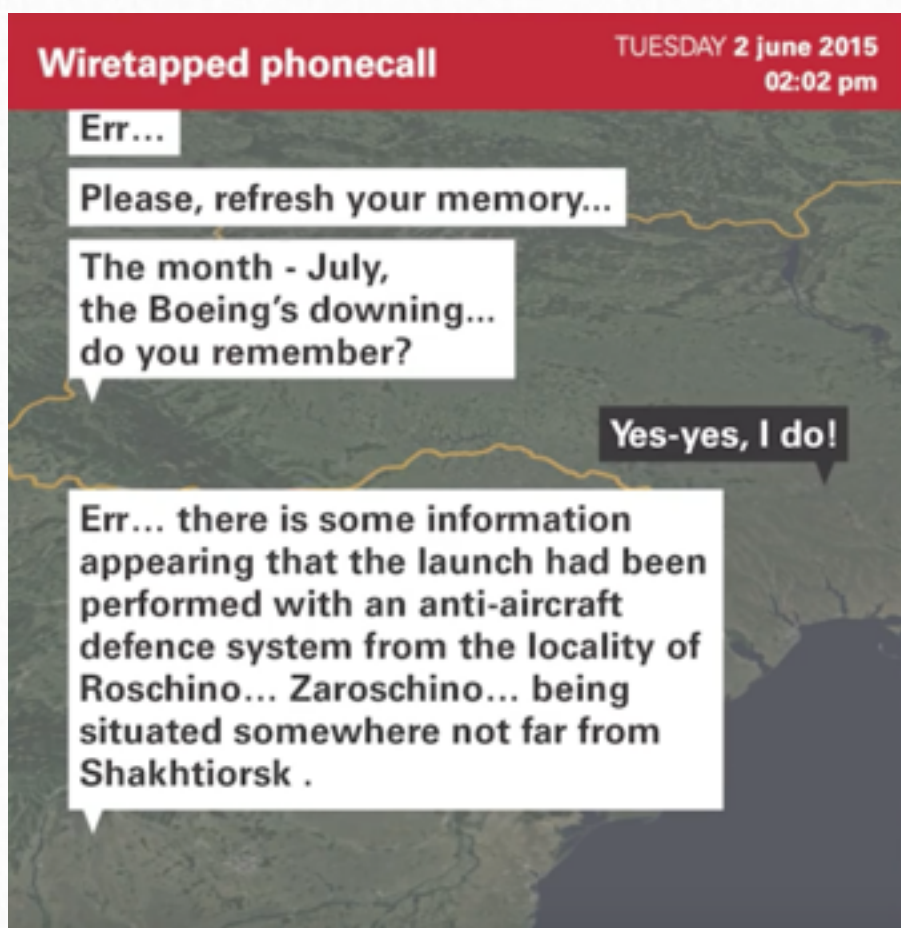 Wiretapped phonecall
TUESDAY 2 june 2015
02:02 pm
Err...
Please, refresh your memory...
The month - July,
the Boeing's downing...
do you remember?
Yes-yes, I do!
Err... there is some information
appearing that the launch had been
performed with an anti-aircraft
defence system from the locality of
Roschino... Zaroschino... being
situated somewhere not far from
Shakhtiorsk .